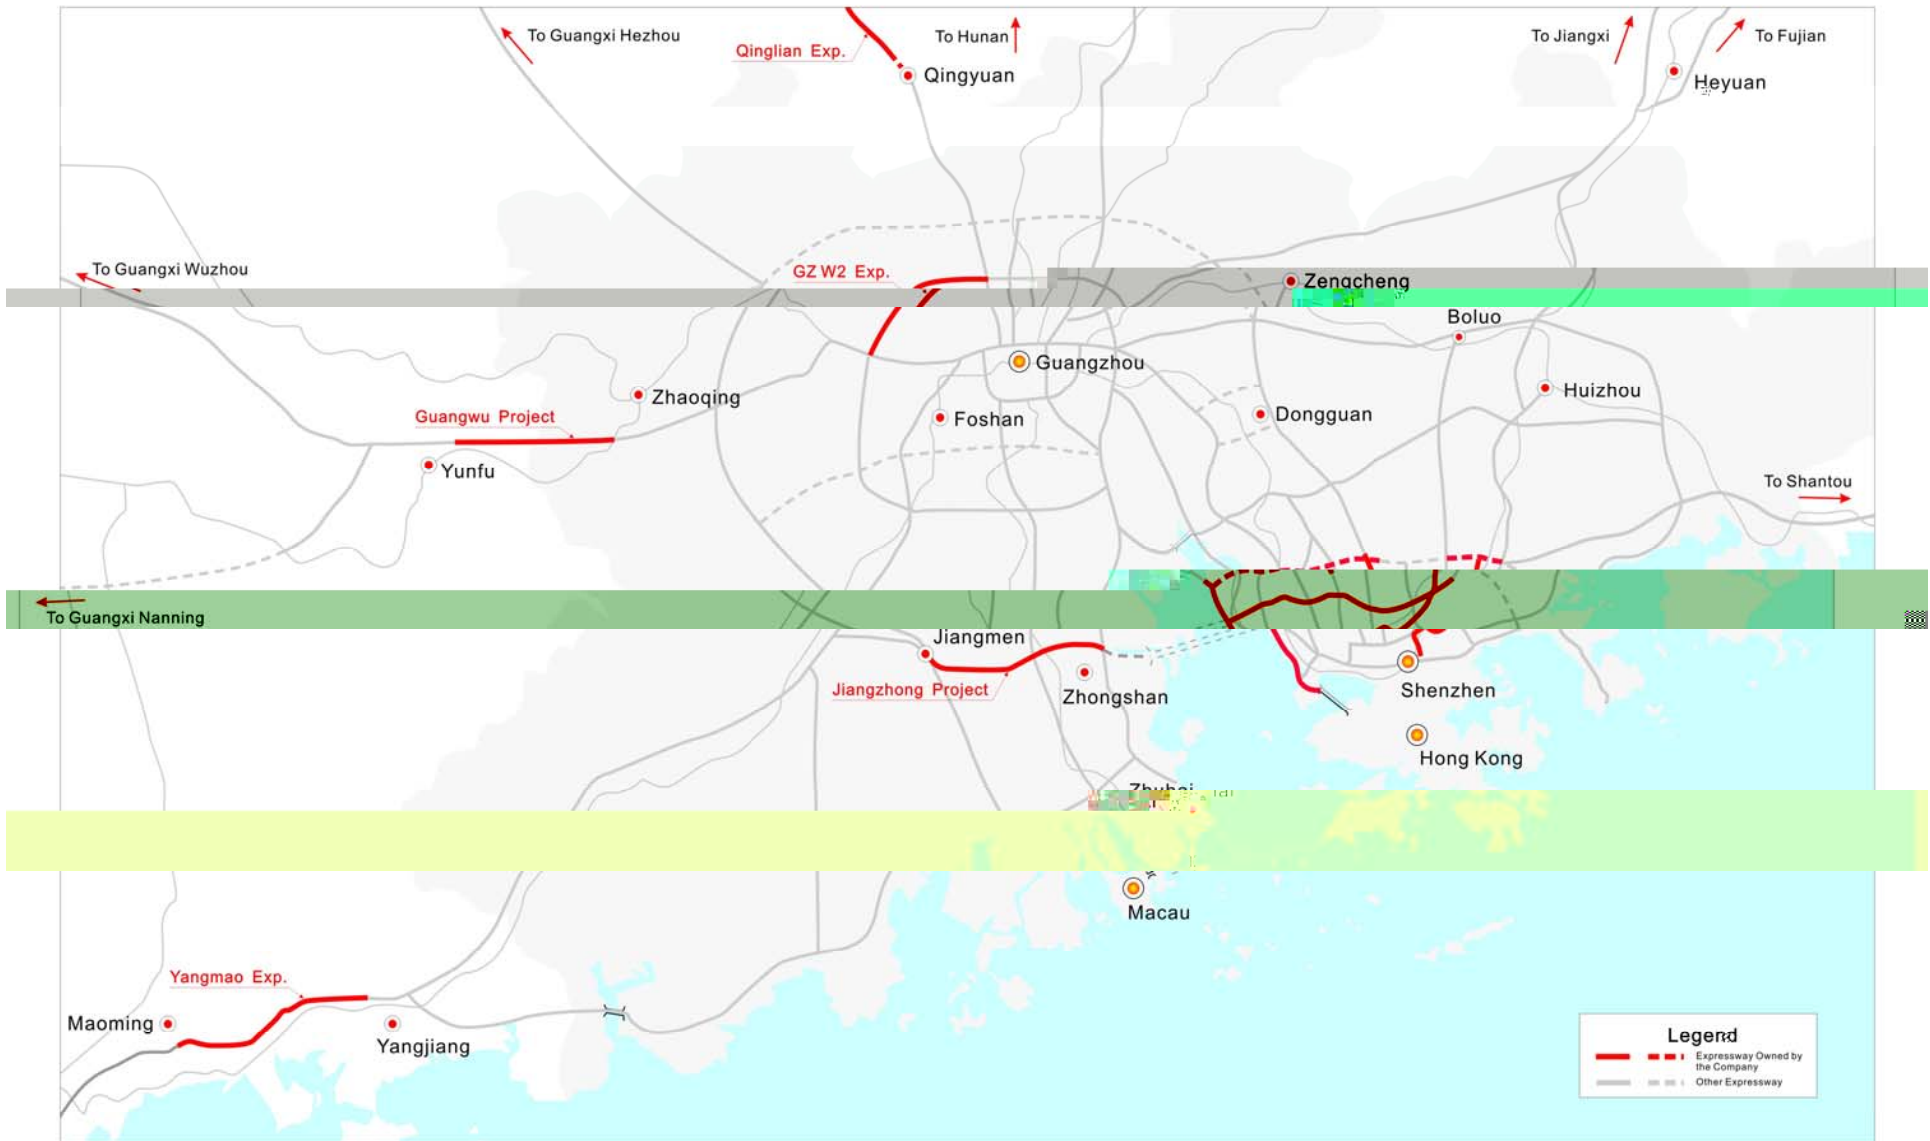 To Guangxi Hezhou
To Hunan
To Jiangxi
To Fujian
Qinglian Exp.
Qingyuan
Heyuan
To Guangxi Wuzhou
GZ W2 Exp.
Zengcheng
Boluo
Guangzhou
Zhaoqing
Huizhou
Guangwu Project
Foshan
Dongguan
Yunfu
To Shantou
To Guangxi Nanning
Jiangmen
Jiangzhong Project
Zhongshan
Shenzhen
Hong Kong
Zhuhai
Macau
Yangmao Exp.
Maoming
Yangjiang
Legend
Expressway Owned by
the Company
Other Expressway